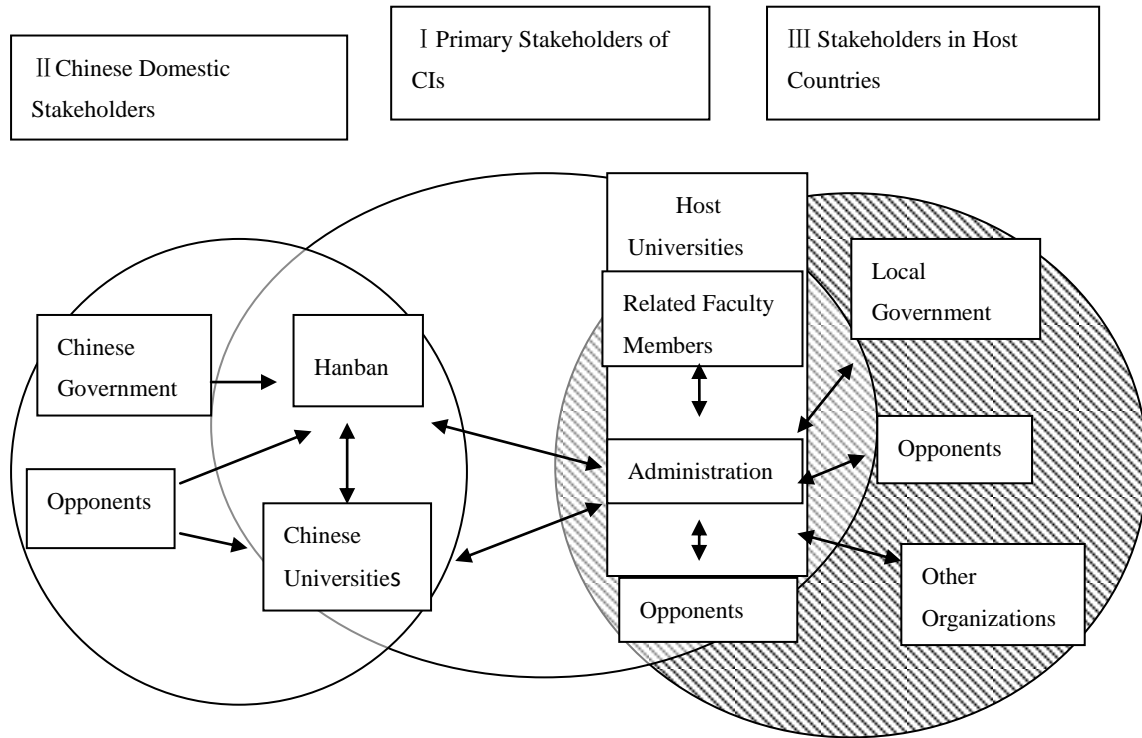 Ⅱ Chinese Domestic
Stakeholders
Ⅰ Primary Stakeholders of
CIs
Ⅲ Stakeholders in Host
Countries
Chinese
Government
Opponents
Hanban
Chinese
Universities
Host
Universities
Related Faculty
Members
Administration
Opponents
Local
Government
Opponents
Other
Organizations